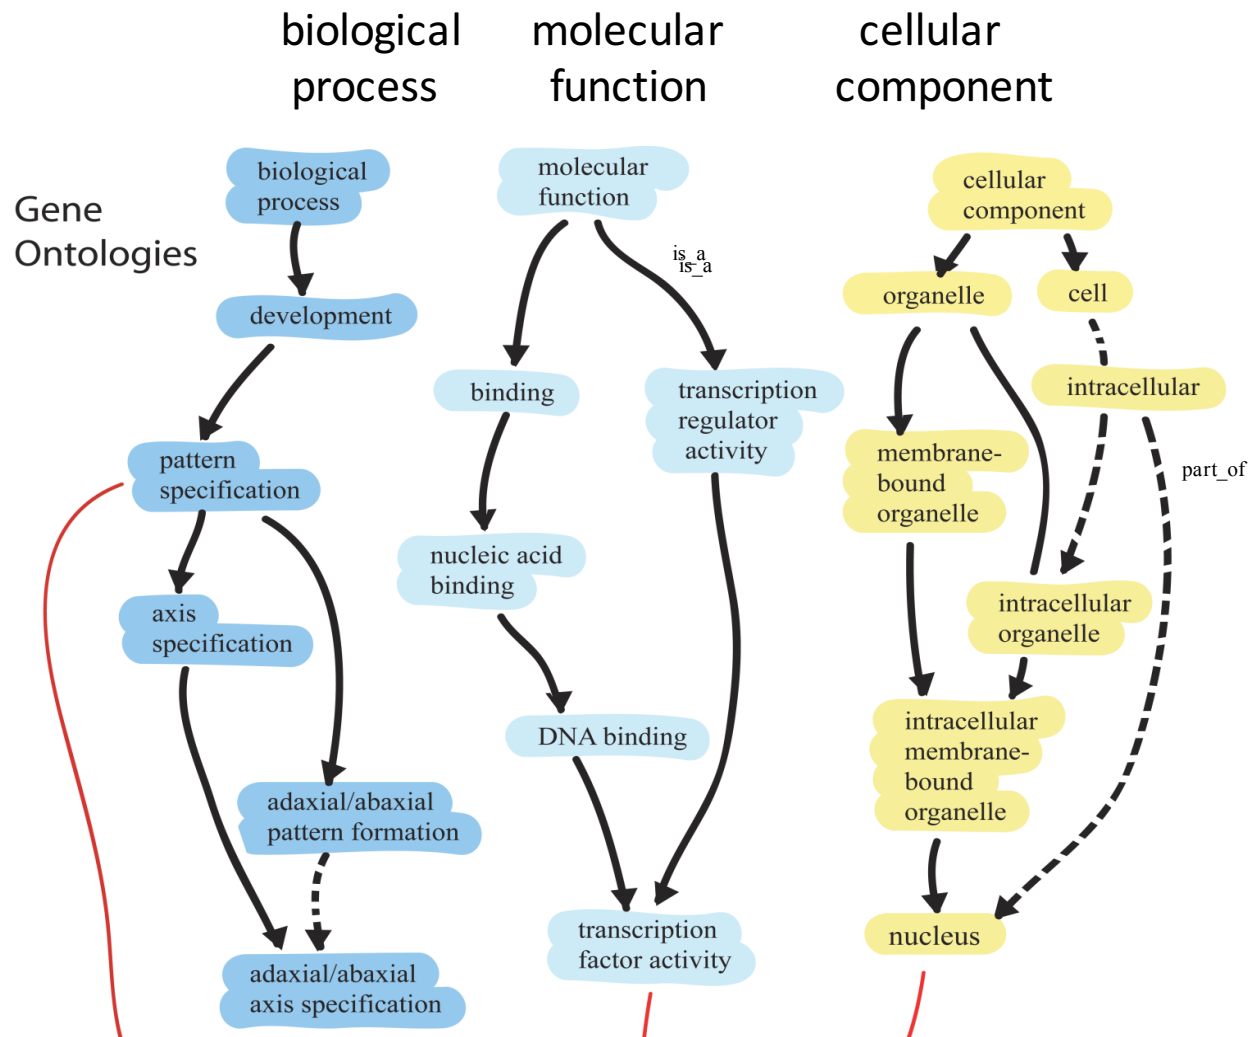 biological
process
molecular
function
cellular
component
Gene
Ontologies
biological
process
development
pattern
specification
axis
specification
adaxial/abaxial
pattern formation
adaxial/abaxial
axis specification
molecular
function
is_a
is_a
binding
transcription
regulator
activity
nucleic acid
binding
DNA binding
transcription
factor activity
cellular
component
organelle
cell
intracellular
membrane-
bound
organelle
part_of
intracellular
organelle
intracellular
membrane-
bound
organelle
nucleus